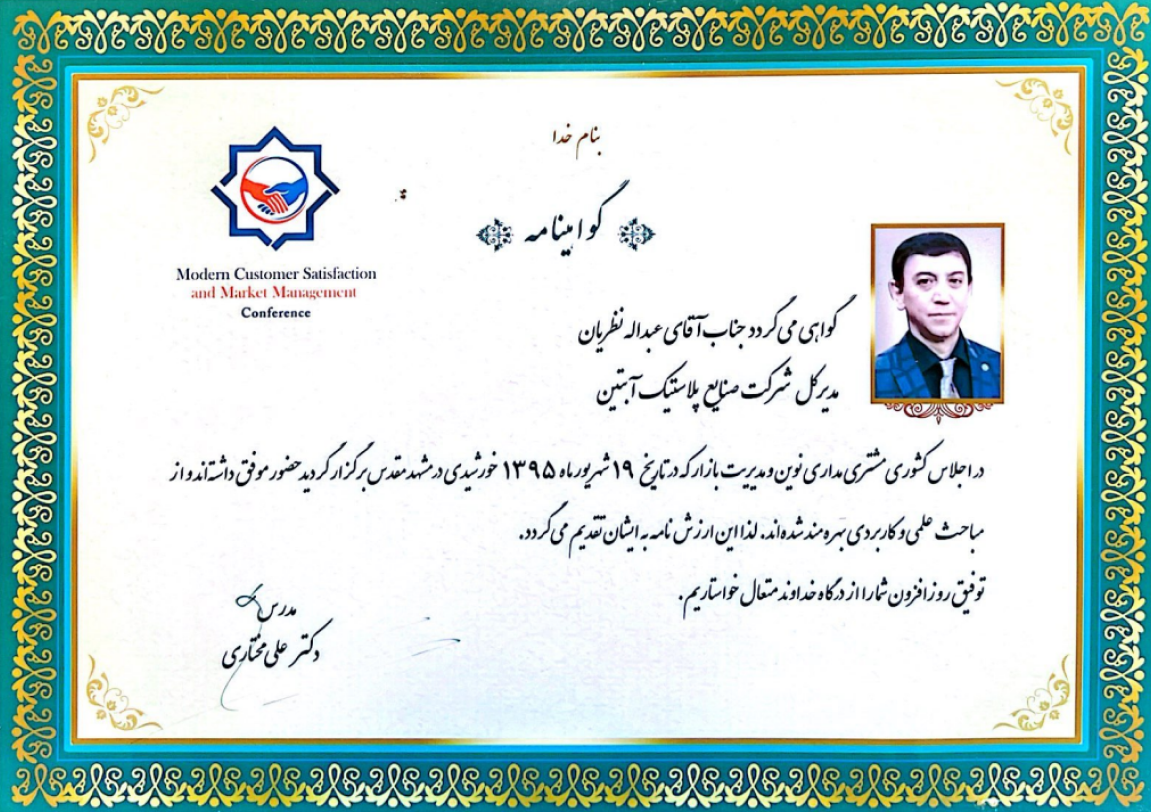 بنام خدا
گواهینامه
Modern Customer Satisfaction
and Market Management
Conference
گواهی می گردد جناب آقای عبداله نظریان
مدیرکل شرکت صنایع پلاستیک آبتین
در اجلاس کشوری مشتری مداری نوین و مدیریت بازار که در تاریخ ۱۹ شهریور ماه ۱۳۹۵ خورشیدی در مشهد مقدس برگزار گردید حضور موفق داشته اند و از
مباحث علمی و کاربردی بهره مند شده اند. لذا این ارزش نامه به ایشان تقدیم می گردد.
توفیق روز افزون شما را از درگاه خداوند متعال خواستاریم.
مدرس
دکتر علی مختاری